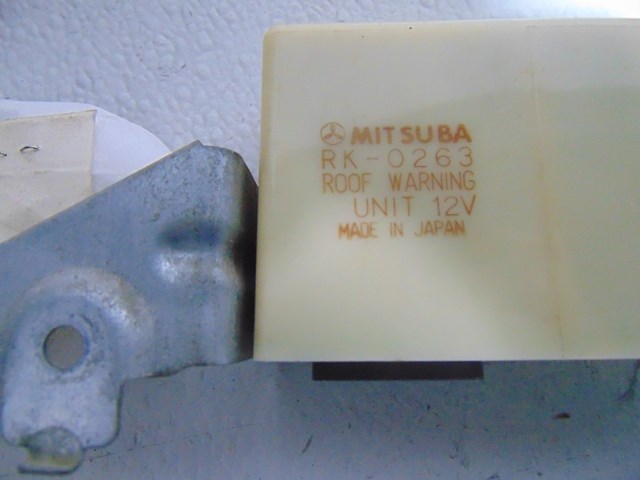 MITSUBA
RK-0263
ROOF WARNING
UNIT 12V
MADE IN JAPAN